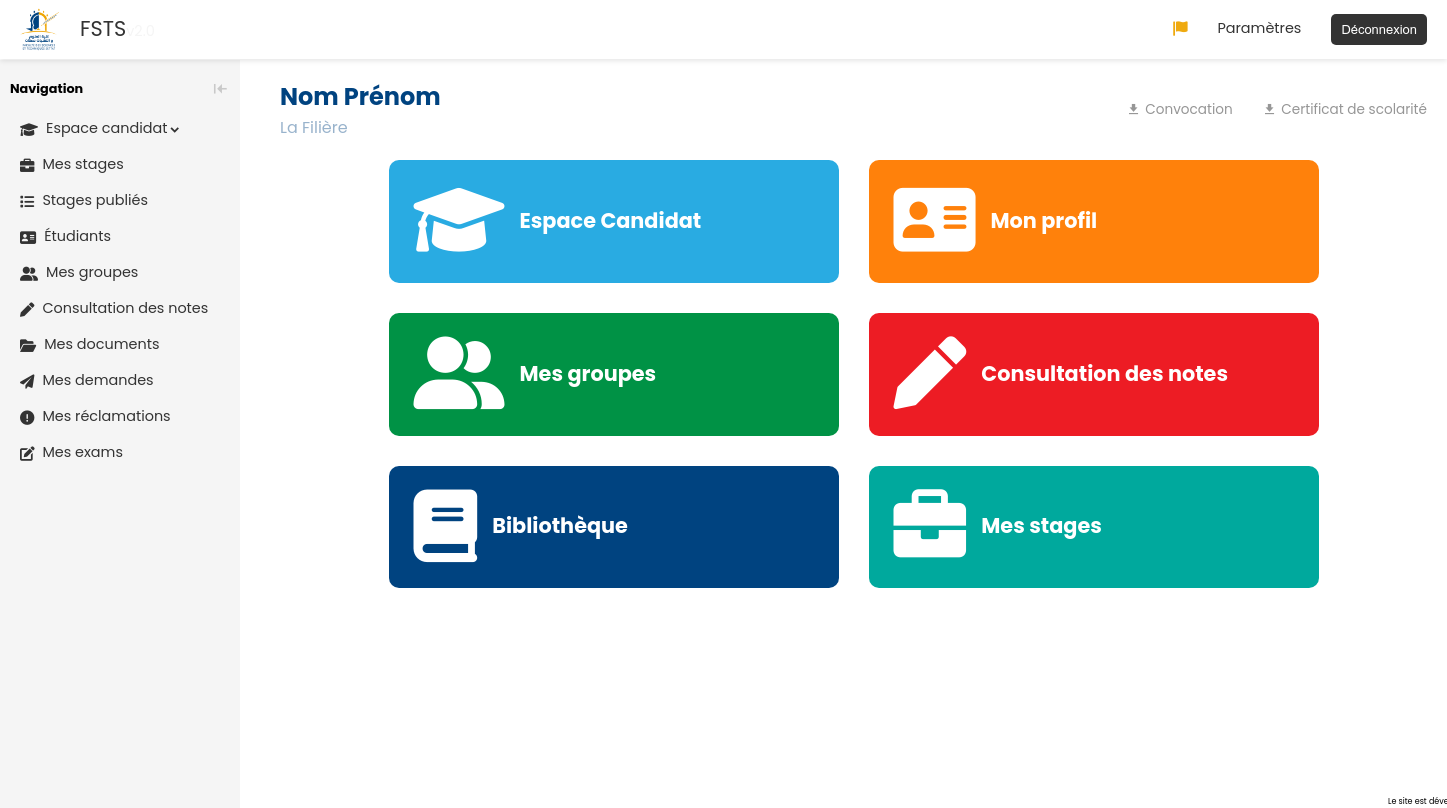 FSTS v2.0
Paramètres
Déconnexion
Navigation
Espace candidat
Mes stages
Stages publiés
Étudiants
Mes groupes
Consultation des notes
Mes documents
Mes demandes
Mes réclamations
Mes exams
Nom Prénom
La Filière
Convocation
Certificat de scolarité
Espace Candidat
Mon profil
Mes groupes
Consultation des notes
Bibliothèque
Mes stages
Le site est déve